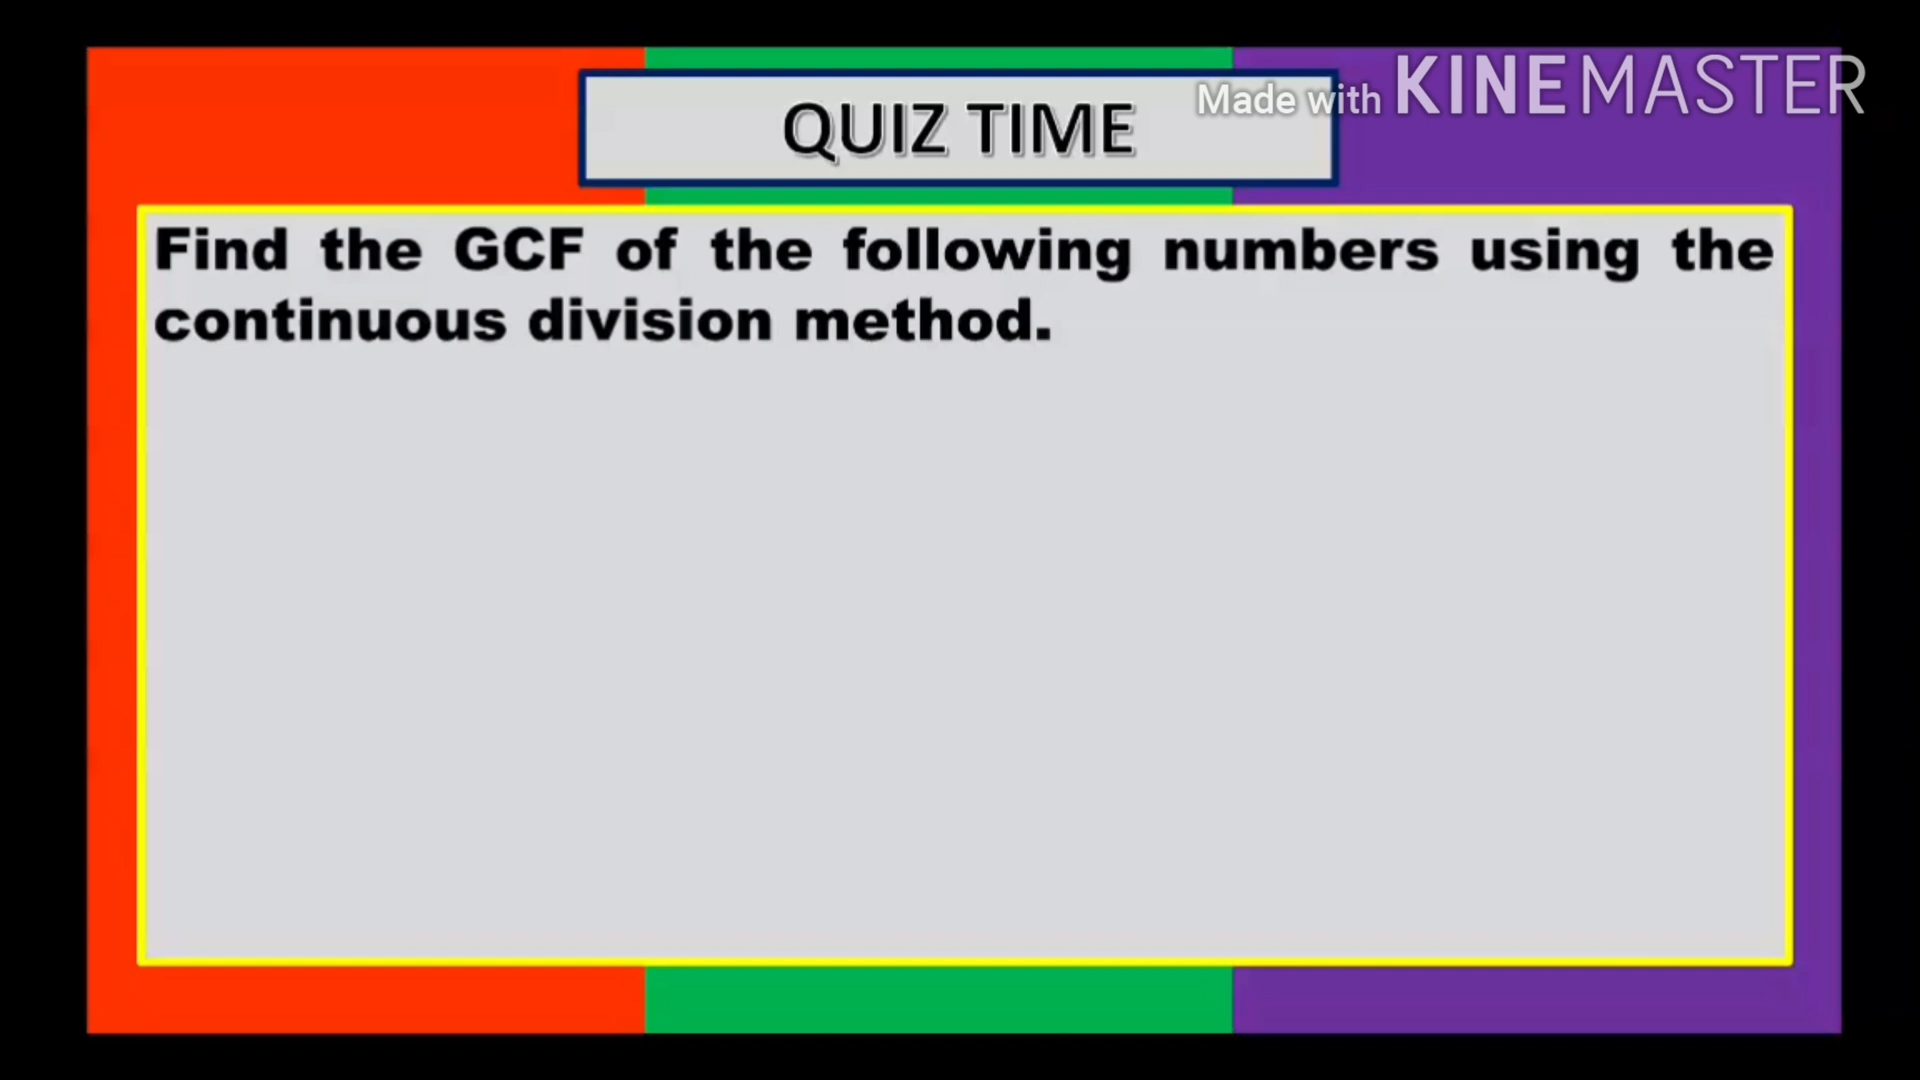 QUIZ TIME
Made with KINEMASTER
Find the GCF of the following numbers using the
continuous division method.